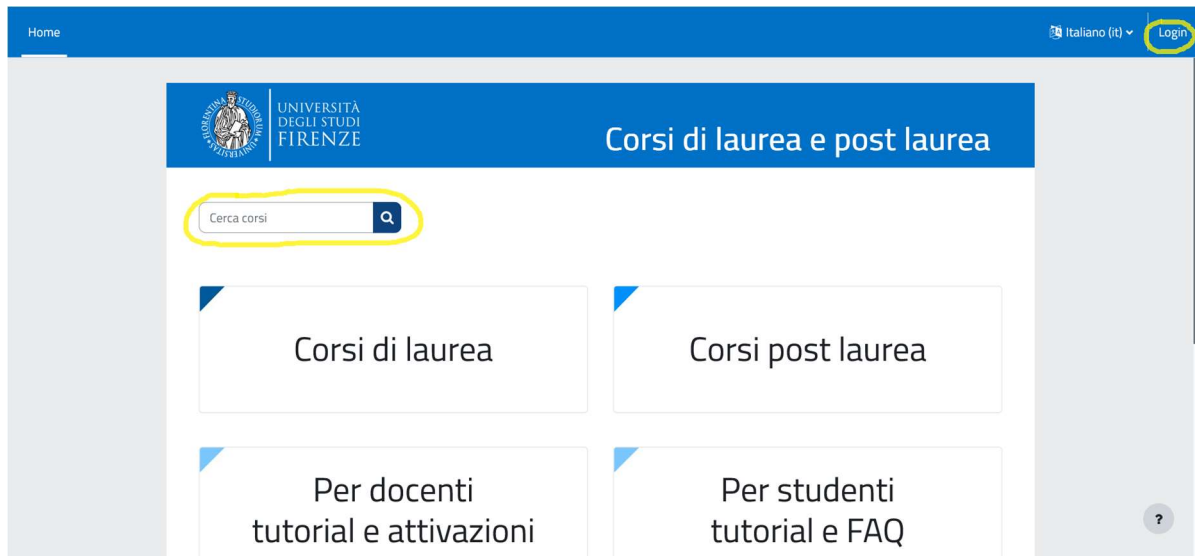 Home
Italiano (it)
Login
UNIVERSITÀ
DEGLI STUDI
FIRENZE
Corsi di laurea e post laurea
Cerca corsi
Corsi di laurea
Corsi post laurea
Per docenti
tutorial e attivazioni
Per studenti
tutorial e FAQ
?